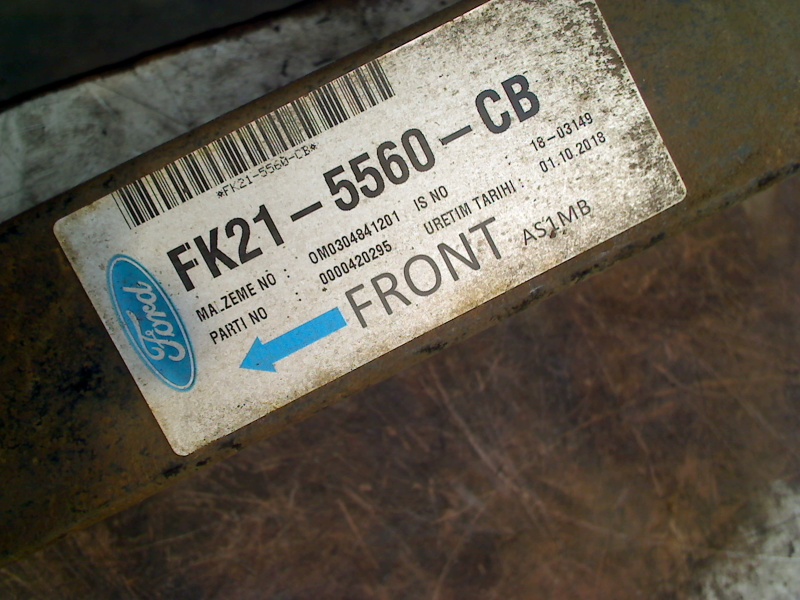 *FK21-5560-CB*
FK21-5560-CB
MALZEME NO : 0M0304841201 IS NO : 18-03149
PARTI NO : 0000420295 URETIM TARIHI : 01.10.2018
Ford
FRONT AS1MB